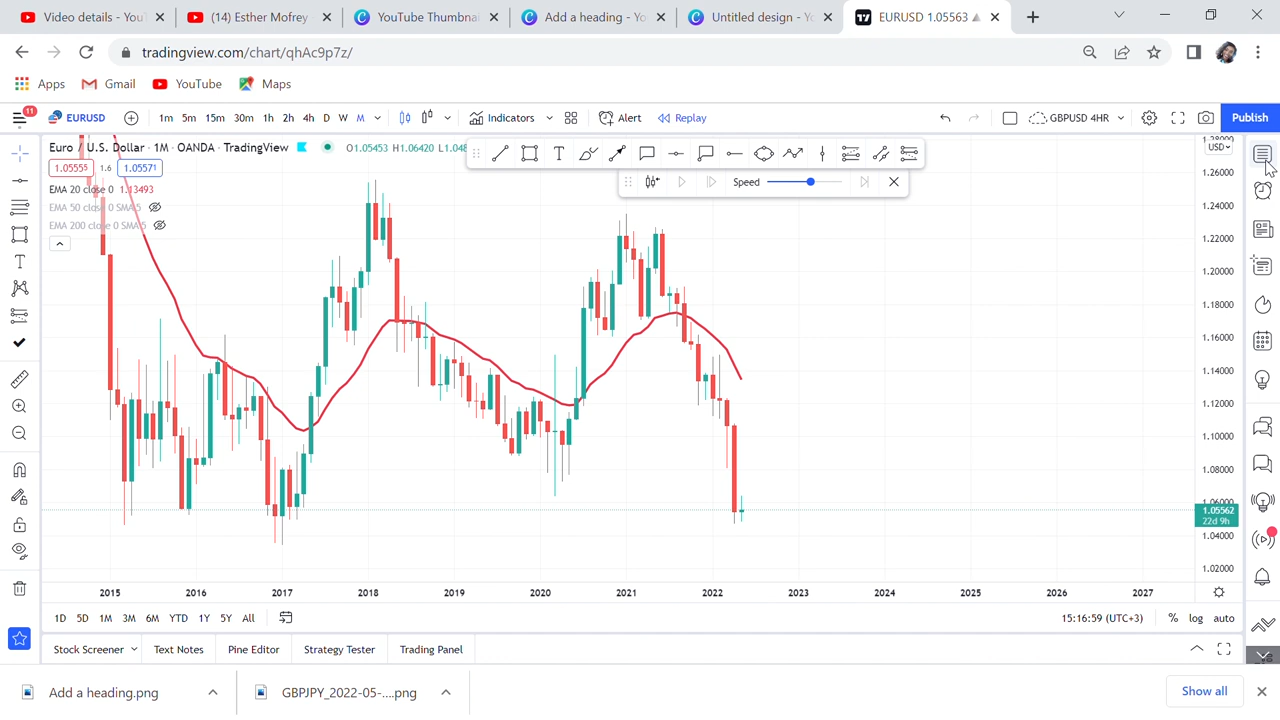 Video details - You
(14) Esther Mofrey
YouTube Thumbnai
Add a heading - Yo
Untitled design - Yo
EURUSD 1.05563
tradingview.com/chart/qhAc9p7z/
Apps Gmail YouTube Maps
11
EURUSD 1m 5m 15m 30m 1h 2h 4h D W M Indicators Alert Replay GBPUSD 4HR Publish
Euro / U.S. Dollar · 1M · OANDA · TradingView O1.05453 H1.06420
1.05555 1.6 1.05571
EMA 20 close 0 1.13493
EMA 50 close 0 SMA 5
EMA 200 close 0 SMA 5
Speed
USD
1.26000
1.24000
1.22000
1.20000
1.18000
1.16000
1.14000
1.12000
1.10000
1.08000
1.06000
1.05562
22d 9h
1.04000
1.02000
2015 2016 2017 2018 2019 2020 2021 2022 2023 2024 2025 2026 2027
1D 5D 1M 3M 6M YTD 1Y 5Y All 15:16:59 (UTC+3) % log auto
Stock Screener Text Notes Pine Editor Strategy Tester Trading Panel
Add a heading.png GBPJPY_2022-05-....png Show all